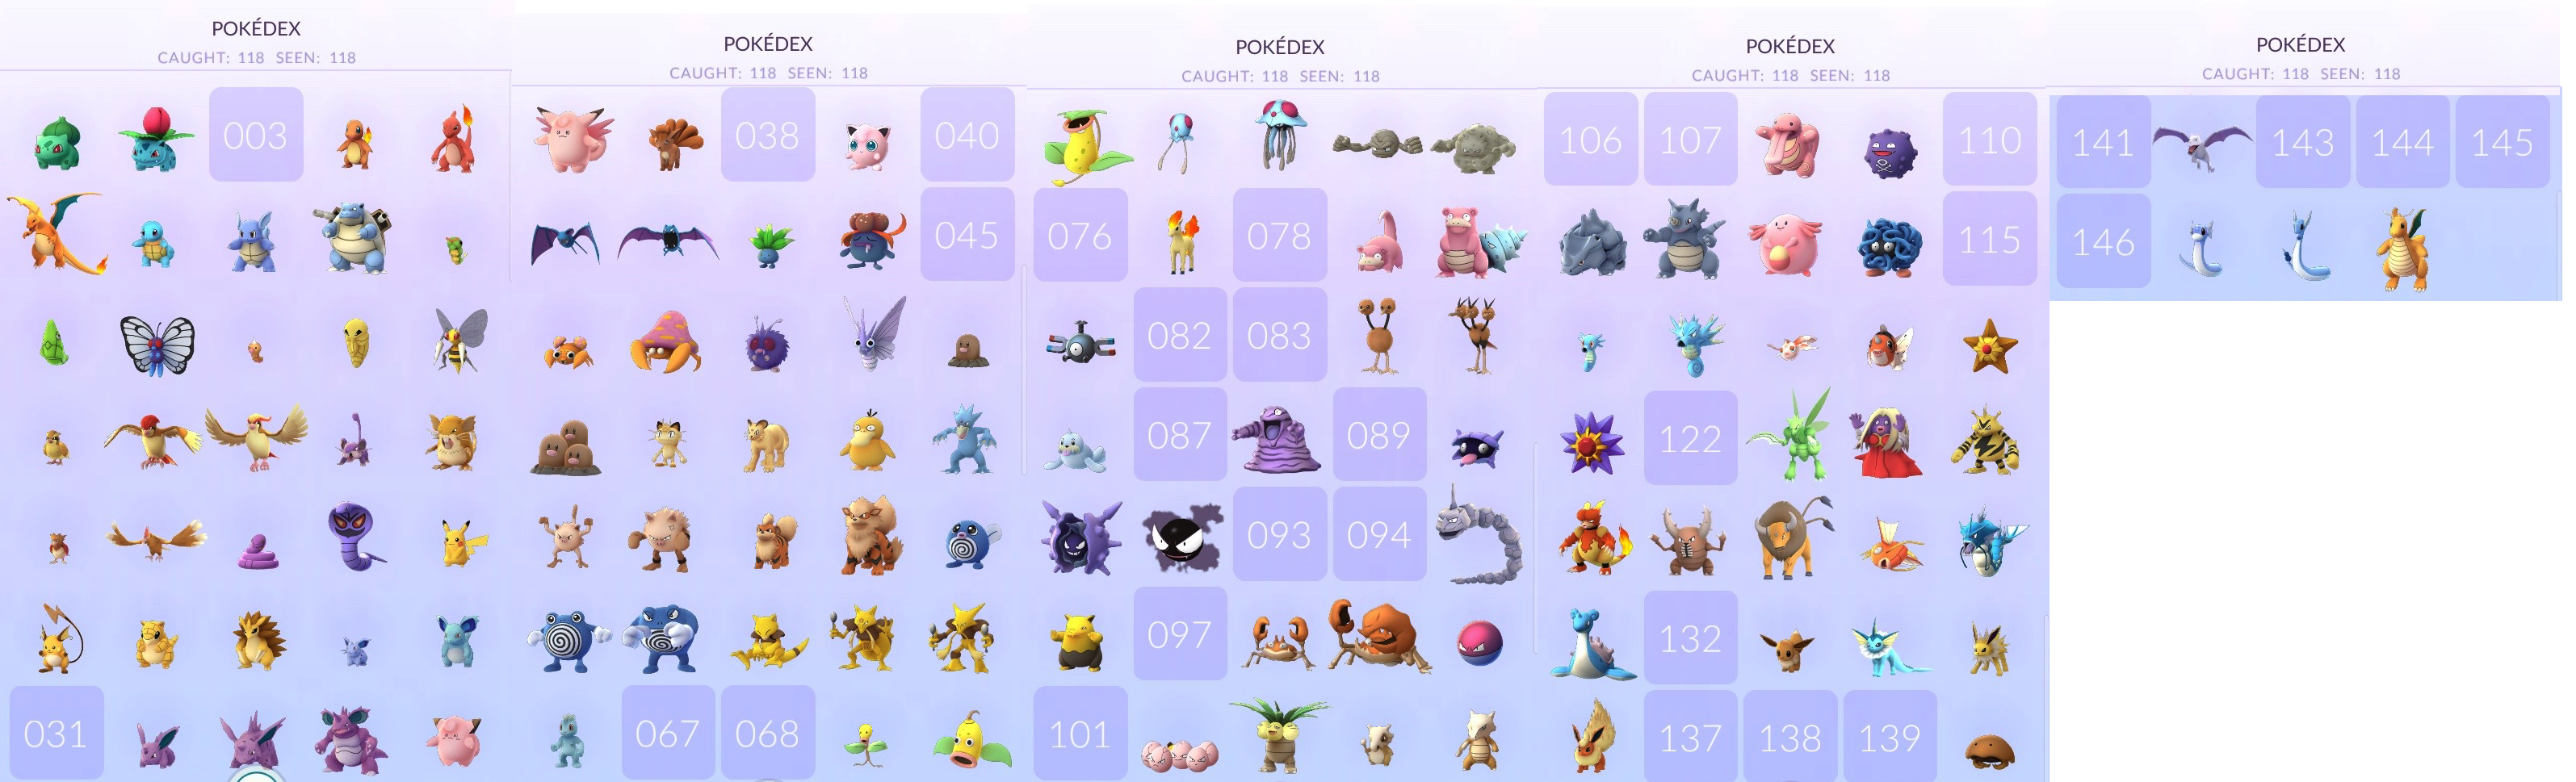 POKÉDEX
CAUGHT: 118 SEEN: 118
003
031
POKÉDEX
CAUGHT: 118 SEEN: 118
038 040
045
067 068
POKÉDEX
CAUGHT: 118 SEEN: 118
076 078
082 083
087 089
093 094
097
101
POKÉDEX
CAUGHT: 118 SEEN: 118
106 107 110
115
122
132
137 138 139
POKÉDEX
CAUGHT: 118 SEEN: 118
141 143 144 145
146